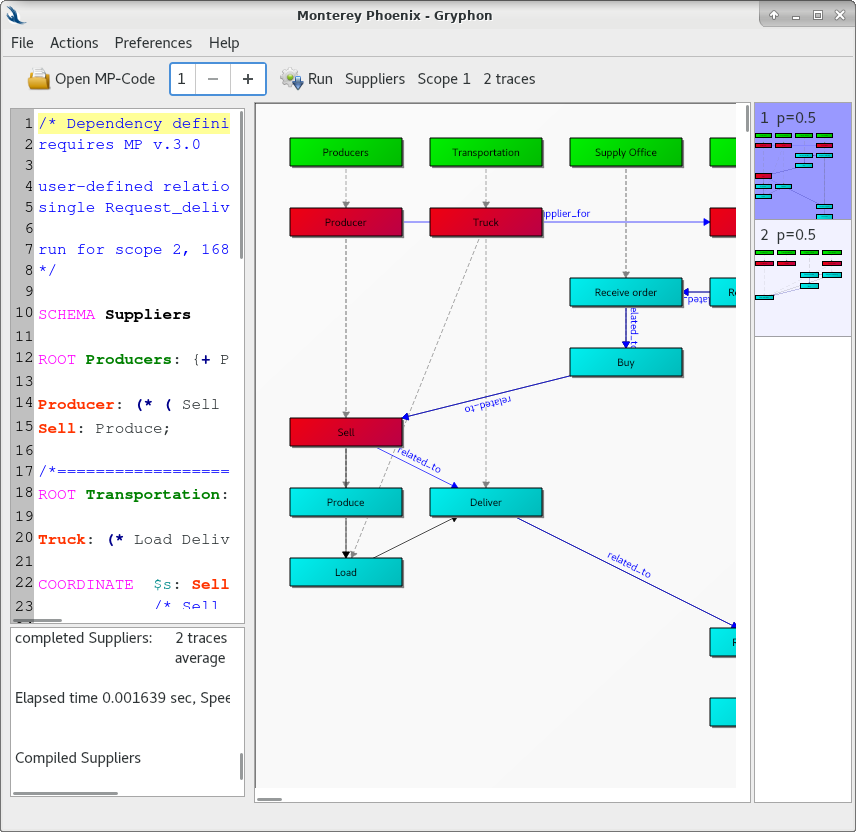 Monterey Phoenix - Gryphon
File Actions Preferences Help
Open MP-Code 1 − + Run Suppliers Scope 1 2 traces
1 /* Dependency defini
2 requires MP v.3.0
3
4 user-defined relatio
5 single Request_deliv
6
7 run for scope 2, 168
8 */
9
10 SCHEMA Suppliers
11
12 ROOT Producers: {+ P
13
14 Producer: (* ( Sell
15 Sell: Produce;
16
17 /*==================
18 ROOT Transportation:
19
20 Truck: (* Load Deliv
21
22 COORDINATE $s: Sell
23 /* Sell
completed Suppliers: 2 traces
average
Elapsed time 0.001639 sec, Spee
Compiled Suppliers
Producers Transportation Supply Office
Producer Truck upplier_for
Receive order related_to R
related_to
Buy
related_to
Sell
related_to
Produce Deliver
related_to
Load
R
1 p=0.5
2 p=0.5